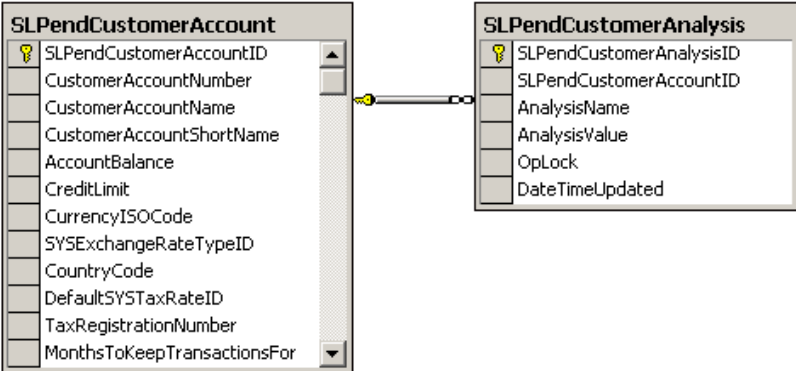 SLPendCustomerAccount
SLPendCustomerAccountID
CustomerAccountNumber
CustomerAccountName
CustomerAccountShortName
AccountBalance
CreditLimit
CurrencyISOCode
SYSExchangeRateTypeID
CountryCode
DefaultSYSTaxRateID
TaxRegistrationNumber
MonthsToKeepTransactionsFor
SLPendCustomerAnalysis
SLPendCustomerAnalysisID
SLPendCustomerAccountID
AnalysisName
AnalysisValue
OpLock
DateTimeUpdated